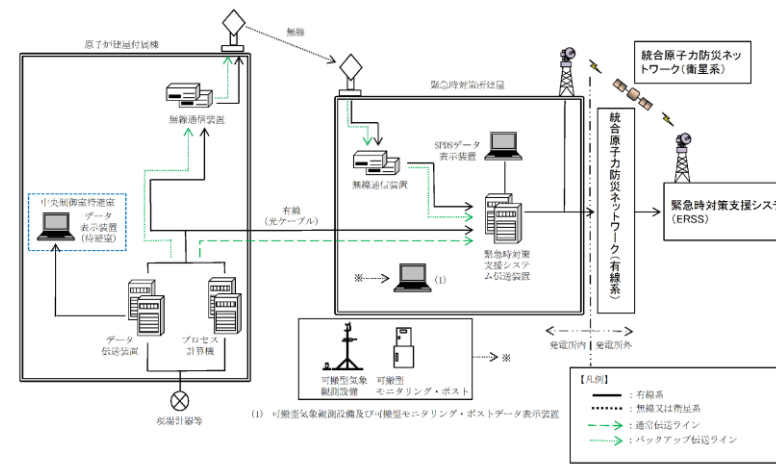 原子炉建屋付属棟
無線
緊急時対策所建屋
統合原子力防災ネッ
トワーク(衛星系)
無線通信装置
SPDSデータ
表示装置
無線通信装置
統合原子力防災ネットワーク(有線系)
中央制御室待避室
データ
表示装置
(待避室)
有線
(光ケーブル)
緊急時対策支援システ
(ERSS)
緊急時対策
支援システ
ム伝送装置
※
(1)
データ
伝送装置
プロセス
計算機
発電所内
発電所外
可搬型気象
観測設備
可搬型
モニタリング・ポスト
※
現場計器等
(1) 可搬型気象観測設備及び可搬型モニタリング・ポストデータ表示装置
【凡例】
:有線系
:無線又は衛星系
:通常伝送ライン
:バックアップ伝送ライン